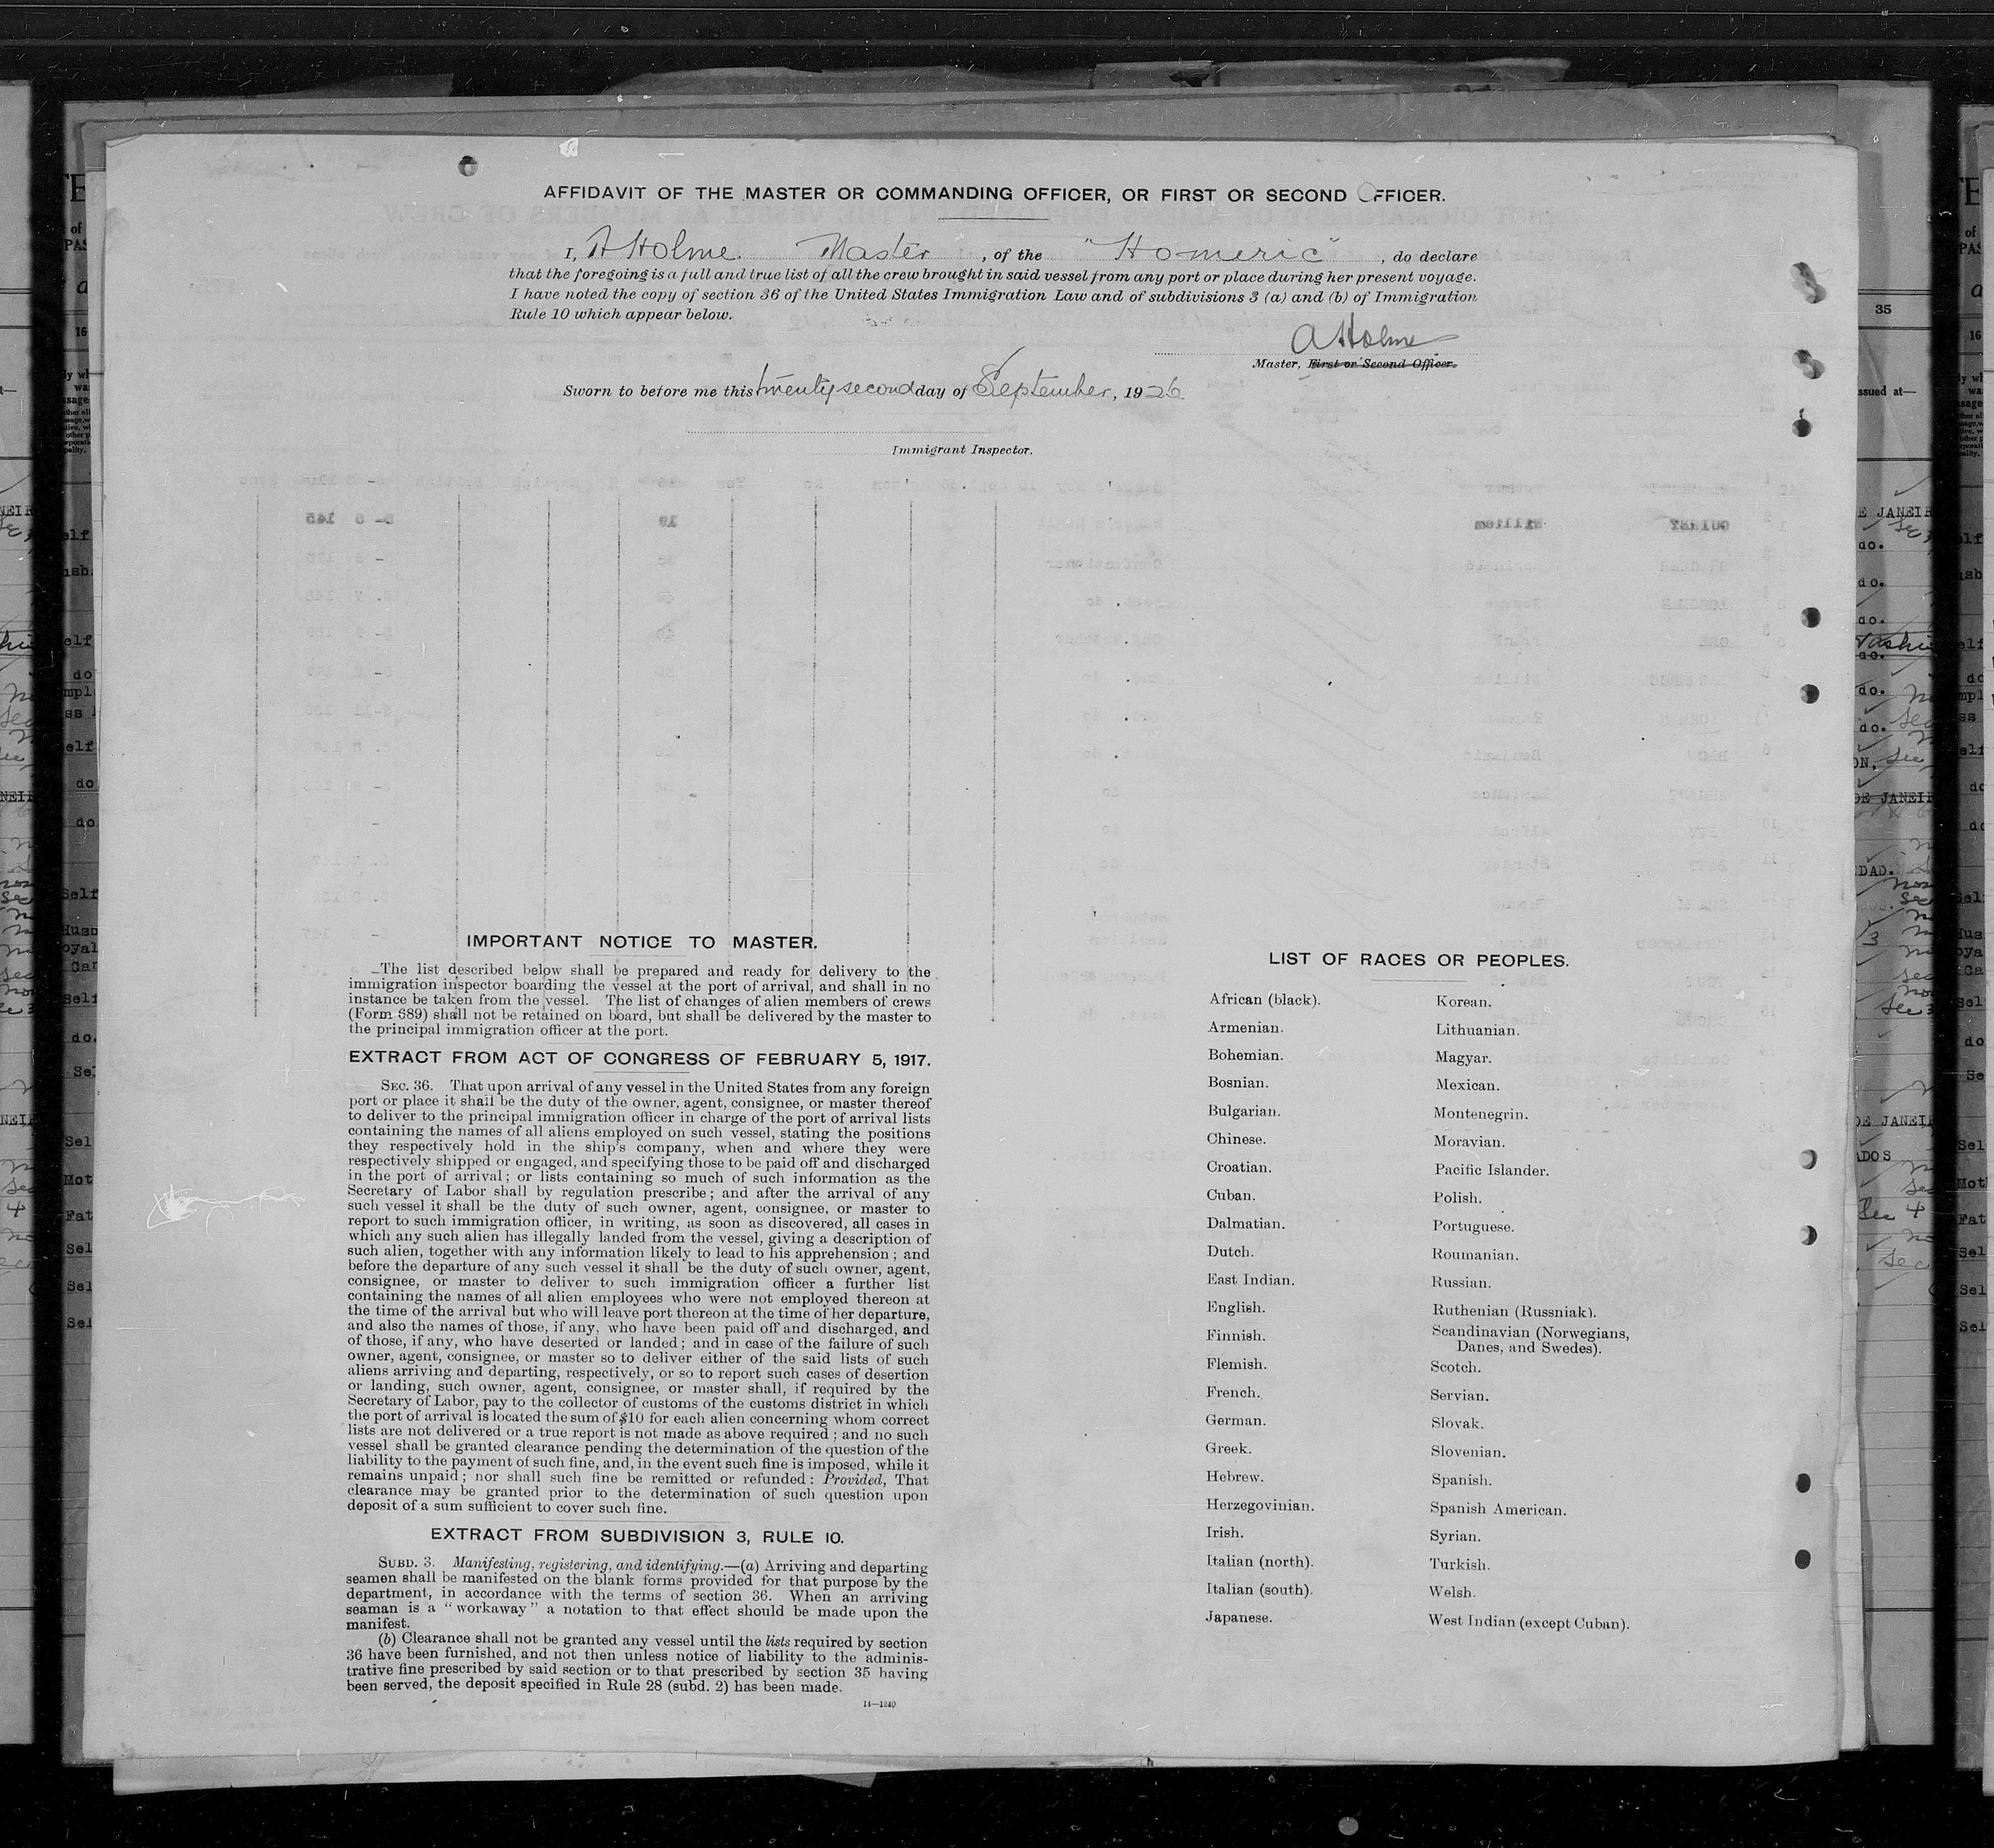 AFFIDAVIT OF THE MASTER OR COMMANDING OFFICER, OR FIRST OR SECOND OFFICER.
I, A Holme. Master, of the "Homeric", do declare
that the foregoing is a full and true list of all the crew brought in said vessel from any port or place during her present voyage.
I have noted the copy of section 36 of the United States Immigration Law and of subdivisions 3 (a) and (b) of Immigration
Rule 10 which appear below.
A Holme
Master, First or Second Officer.
Sworn to before me this twenty second day of September, 1926
Immigrant Inspector.
IMPORTANT NOTICE TO MASTER.
The list described below shall be prepared and ready for delivery to the
immigration inspector boarding the vessel at the port of arrival, and shall in no
instance be taken from the vessel. The list of changes of alien members of crews
(Form 689) shall not be retained on board, but shall be delivered by the master to
the principal immigration officer at the port.
EXTRACT FROM ACT OF CONGRESS OF FEBRUARY 5, 1917.
SEC. 36. That upon arrival of any vessel in the United States from any foreign
port or place it shall be the duty of the owner, agent, consignee, or master thereof
to deliver to the principal immigration officer in charge of the port of arrival lists
containing the names of all aliens employed on such vessel, stating the positions
they respectively hold in the ship's company, when and where they were
respectively shipped or engaged, and specifying those to be paid off and discharged
in the port of arrival; or lists containing so much of such information as the
Secretary of Labor shall by regulation prescribe; and after the arrival of any
such vessel it shall be the duty of such owner, agent, consignee, or master to
report to such immigration officer, in writing, as soon as discovered, all cases in
which any such alien has illegally landed from the vessel, giving a description of
such alien, together with any information likely to lead to his apprehension; and
before the departure of any such vessel it shall be the duty of such owner, agent,
consignee, or master to deliver to such immigration officer a further list
containing the names of all alien employees who were not employed thereon at
the time of the arrival but who will leave port thereon at the time of her departure,
and also the names of those, if any, who have been paid off and discharged, and
of those, if any, who have deserted or landed; and in case of the failure of such
owner, agent, consignee, or master so to deliver either of the said lists of such
aliens arriving and departing, respectively, or so to report such cases of desertion
or landing, such owner, agent, consignee, or master shall, if required by the
Secretary of Labor, pay to the collector of customs of the customs district in which
the port of arrival is located the sum of $10 for each alien concerning whom correct
lists are not delivered or a true report is not made as above required; and no such
vessel shall be granted clearance pending the determination of the question of the
liability to the payment of such fine, and, in the event such fine is imposed, while it
remains unpaid; nor shall such fine be remitted or refunded: Provided, That
clearance may be granted prior to the determination of such question upon
deposit of a sum sufficient to cover such fine.
EXTRACT FROM SUBDIVISION 3, RULE 10.
SUBD. 3. Manifesting, registering, and identifying.—(a) Arriving and departing
seamen shall be manifested on the blank forms provided for that purpose by the
department, in accordance with the terms of section 36. When an arriving
seaman is a "workaway" a notation to that effect should be made upon the
manifest.
(b) Clearance shall not be granted any vessel until the lists required by section
36 have been furnished, and not then unless notice of liability to the adminis-
trative fine prescribed by said section or to that prescribed by section 35 having
been served, the deposit specified in Rule 28 (subd. 2) has been made.
14—1240
LIST OF RACES OR PEOPLES.
African (black).
Armenian.
Bohemian.
Bosnian.
Bulgarian.
Chinese.
Croatian.
Cuban.
Dalmatian.
Dutch.
East Indian.
English.
Finnish.
Flemish.
French.
German.
Greek.
Hebrew.
Herzegovinian.
Irish.
Italian (north).
Italian (south).
Japanese.
Korean.
Lithuanian.
Magyar.
Mexican.
Montenegrin.
Moravian.
Pacific Islander.
Polish.
Portuguese.
Roumanian.
Russian.
Ruthenian (Russniak).
Scandinavian (Norwegians,
Danes, and Swedes).
Scotch.
Servian.
Slovak.
Slovenian.
Spanish.
Spanish American.
Syrian.
Turkish.
Welsh.
West Indian (except Cuban).